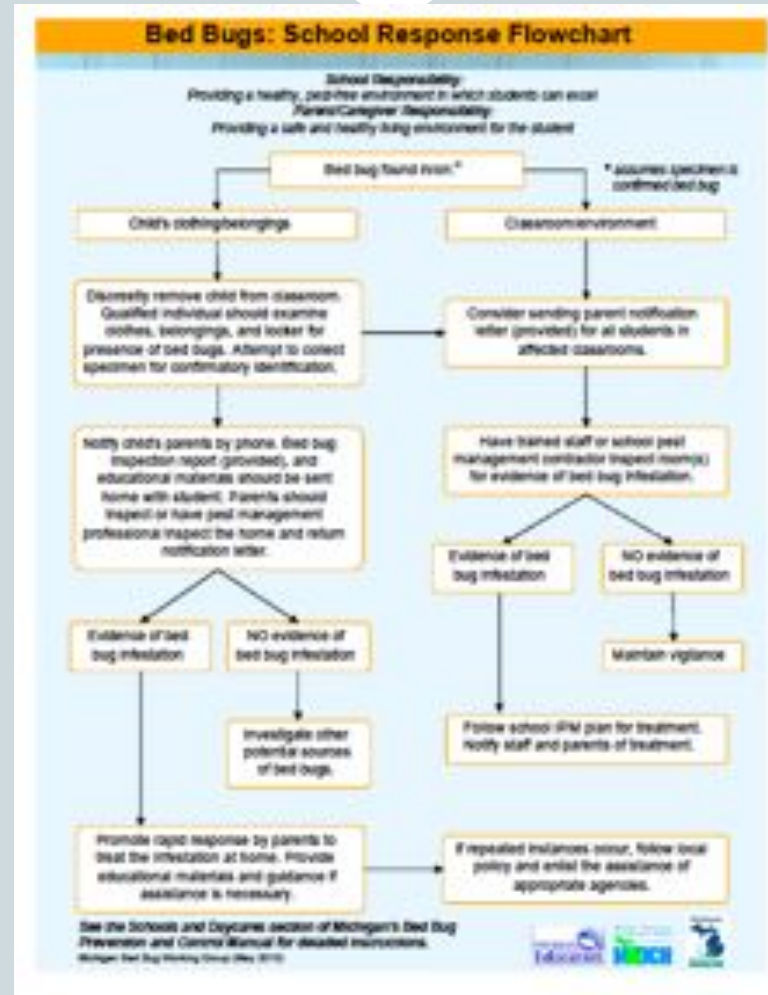 Bed Bugs: School Response Flowchart
School Responsibility:
Providing a healthy, pest-free environment in which students can excel
Parent/Caregiver Responsibility:
Providing a safe and healthy living environment for the student
Bed bug found in/on:*
* assumes specimen is
confirmed bed bug
Child's clothing/belongings
Classroom/environment
Discreetly remove child from classroom.
Qualified individual should examine
clothes, belongings, and locker for
presence of bed bugs. Attempt to collect
specimen for confirmatory identification.
Consider sending parent notification
letter (provided) for all students in
affected classrooms.
Notify child's parents by phone. Bed bug
inspection report (provided), and
educational materials should be sent
home with student. Parents should
inspect or have pest management
professional inspect the home and return
notification letter.
Have trained staff or school pest
management contractor inspect room(s)
for evidence of bed bug infestation.
Evidence of bed
bug infestation
NO evidence of
bed bug infestation
Maintain vigilance
Evidence of bed
bug infestation
NO evidence of
bed bug infestation
Investigate other
potential sources
of bed bugs.
Follow school IPM plan for treatment.
Notify staff and parents of treatment.
Promote rapid response by parents to
treat the infestation at home. Provide
educational materials and guidance if
assistance is necessary.
If repeated instances occur, follow local
policy and enlist the assistance of
appropriate agencies.
See the Schools and Daycares section of Michigan's Bed Bug
Prevention and Control Manual for detailed instructions.
Michigan Bed Bug Working Group (May 2010)
Education
MDCH